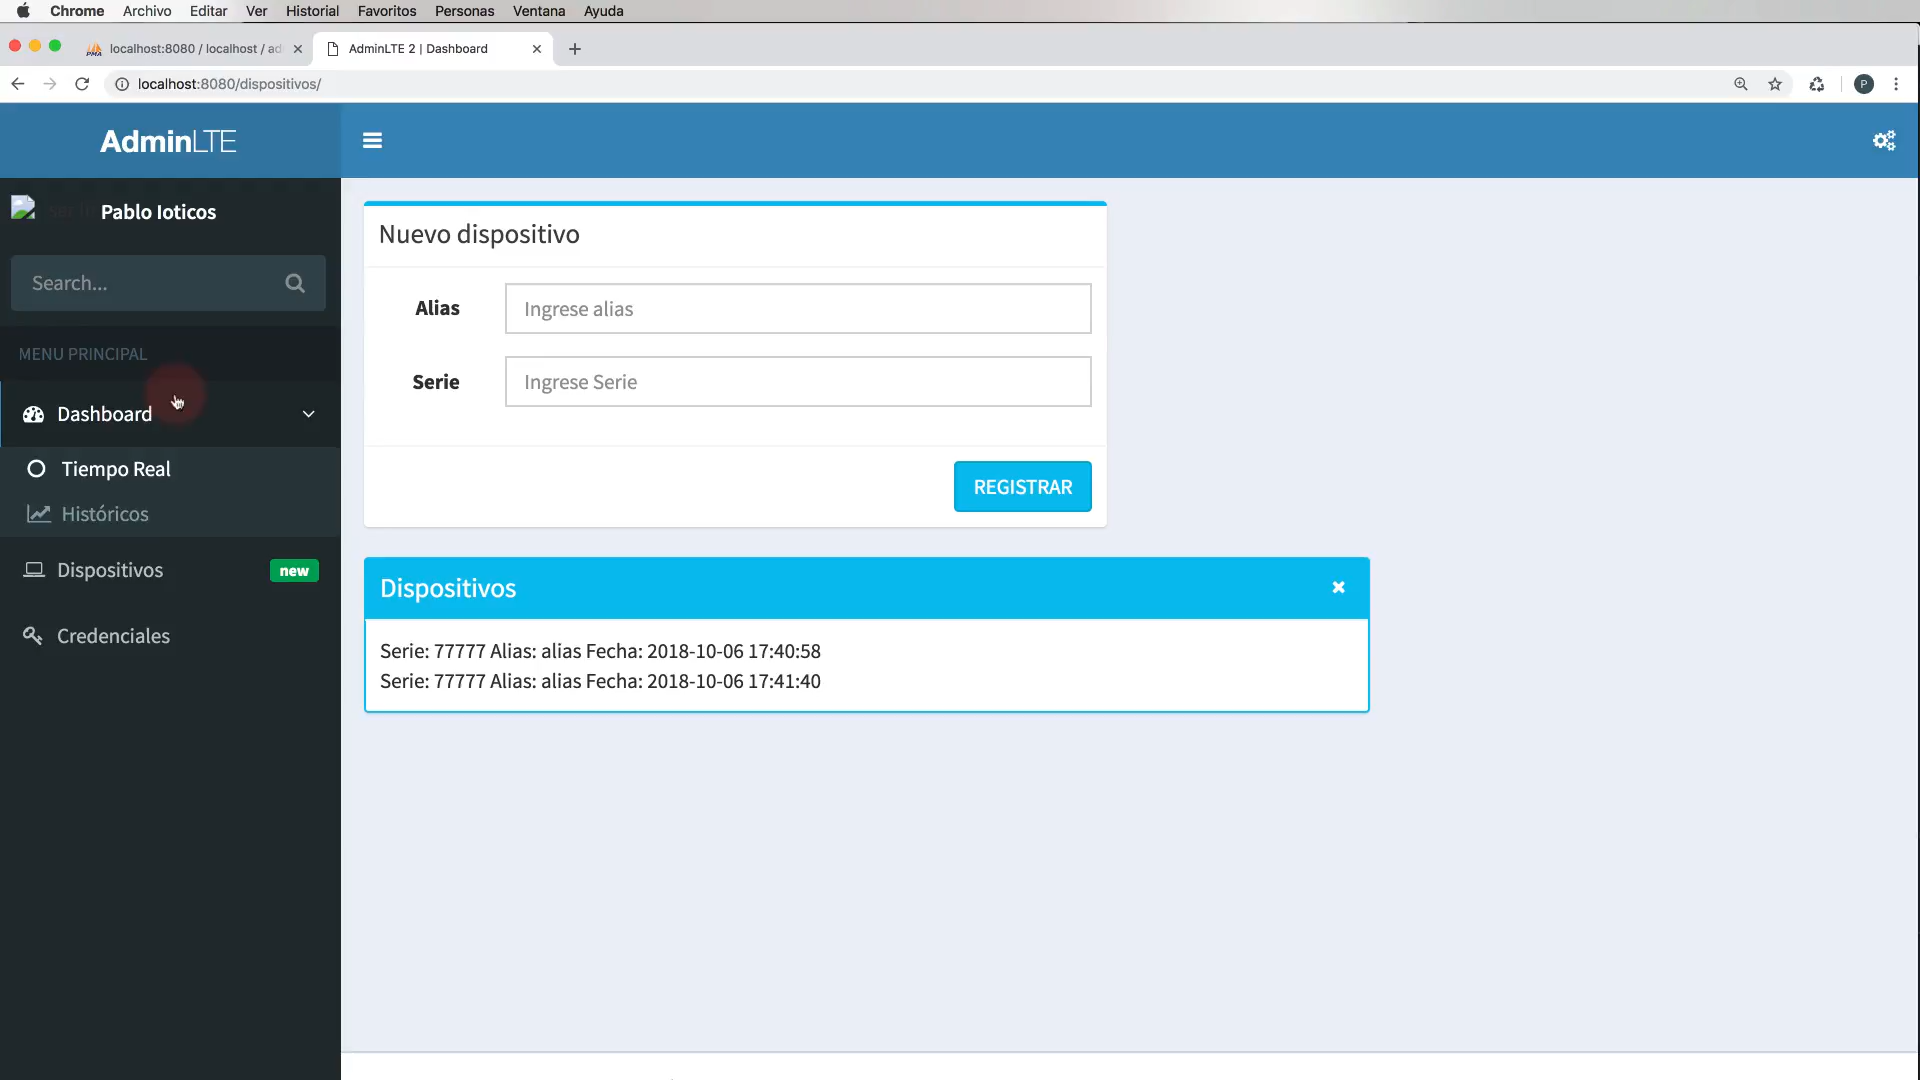 Chrome Archivo Editar Ver Historial Favoritos Personas Ventana Ayuda
localhost:8080 / localhost / ad
AdminLTE 2 | Dashboard
localhost:8080/dispositivos/
P
AdminLTE
Pablo Ioticos
Search...
MENU PRINCIPAL
Dashboard
Tiempo Real
Históricos
Dispositivos new
Credenciales
Nuevo dispositivo
Alias Ingrese alias
Serie Ingrese Serie
REGISTRAR
Dispositivos
Serie: 77777 Alias: alias Fecha: 2018-10-06 17:40:58
Serie: 77777 Alias: alias Fecha: 2018-10-06 17:41:40